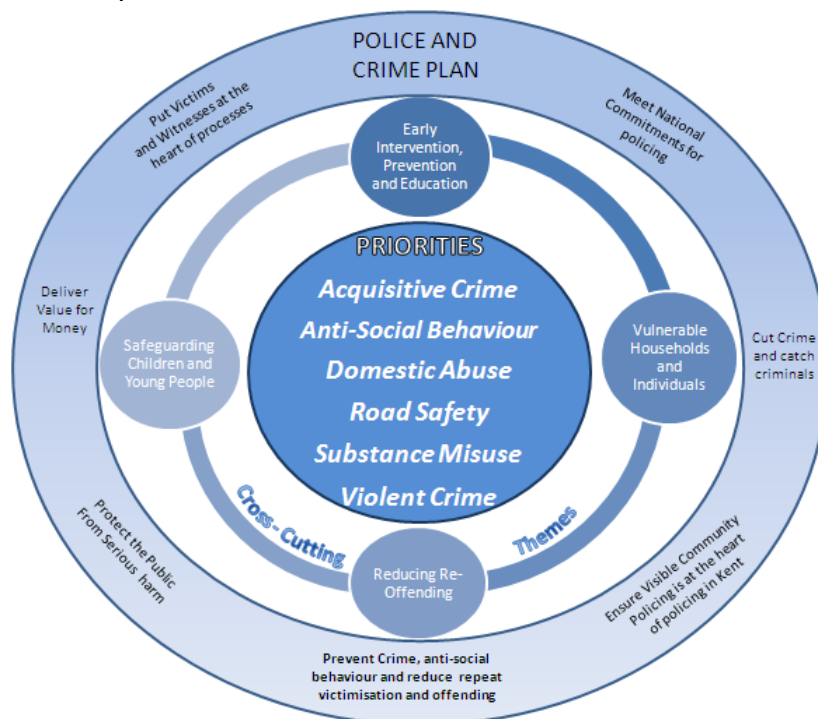 POLICE AND
CRIME PLAN
Put Victims
and Witnesses at the
heart of processes
Meet National
Commitments for
policing
Early
Intervention,
Prevention
and Education
PRIORITIES
Acquisitive Crime
Anti-Social Behaviour
Domestic Abuse
Road Safety
Substance Misuse
Violent Crime
Deliver
Value for
Money
Safeguarding
Children and
Young People
Vulnerable
Households
and
Individuals
Cut Crime
and catch
criminals
Cross-Cutting
Themes
Reducing Re-
Offending
Protect the Public
From Serious harm
Ensure Visible Community
Policing is at the heart
of policing in Kent
Prevent Crime, anti-social
behaviour and reduce repeat
victimisation and offending